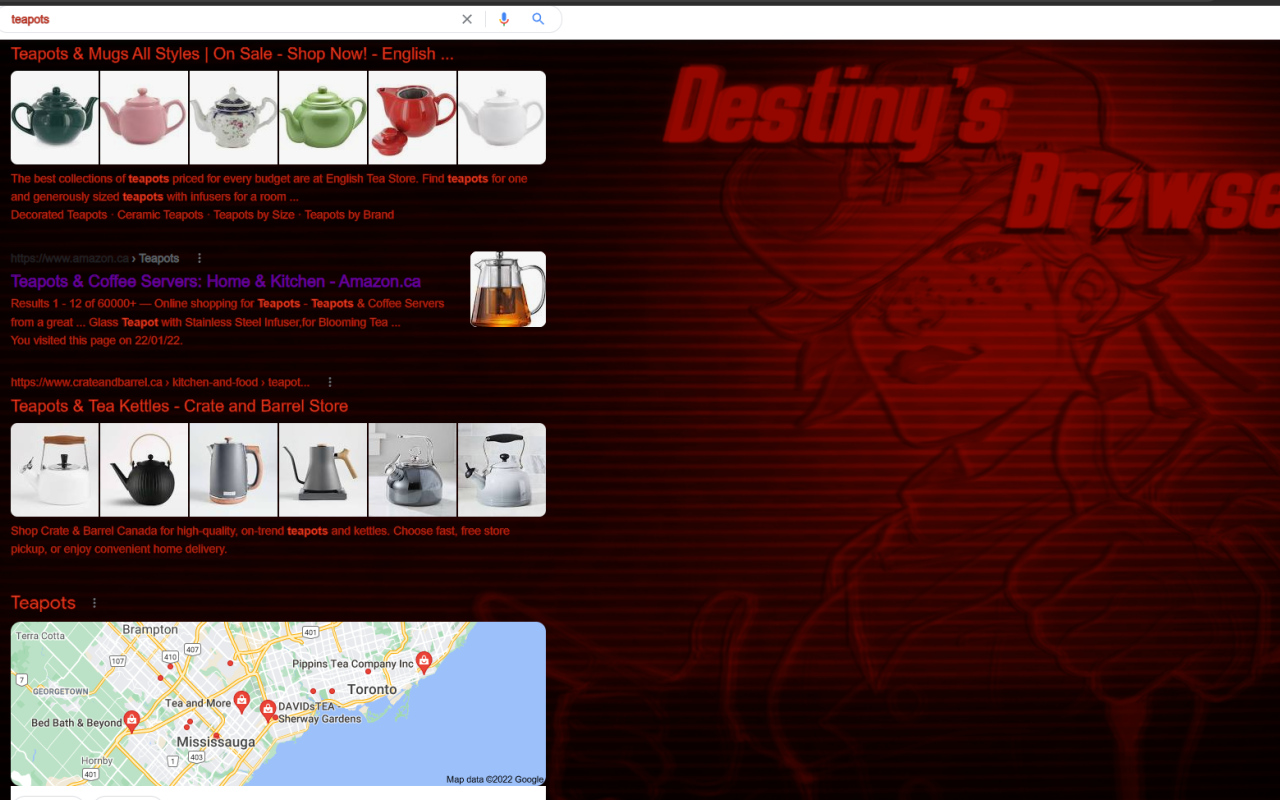 teapots
Teapots & Mugs All Styles | On Sale - Shop Now! - English ...
The best collections of teapots priced for every budget are at English Tea Store. Find teapots for one
and generously sized teapots with infusers for a room ...
Decorated Teapots · Ceramic Teapots · Teapots by Size · Teapots by Brand
https://www.amazon.ca › Teapots
Teapots & Coffee Servers: Home & Kitchen - Amazon.ca
Results 1 - 12 of 60000+ — Online shopping for Teapots - Teapots & Coffee Servers
from a great ... Glass Teapot with Stainless Steel Infuser,for Blooming Tea ...
You visited this page on 22/01/22.
https://www.crateandbarrel.ca › kitchen-and-food › teapot...
Teapots & Tea Kettles - Crate and Barrel Store
Shop Crate & Barrel Canada for high-quality, on-trend teapots and kettles. Choose fast, free store
pickup, or enjoy convenient home delivery.
Teapots
Terra Cotta
Brampton
401
407
410
107
7
Pippins Tea Company Inc
GEORGETOWN
Toronto
Tea and More
DAVIDsTEA -
Sherway Gardens
Bed Bath & Beyond
Mississauga
Hornby
1
403
401
Map data ©2022 Google
Destiny's
Browse